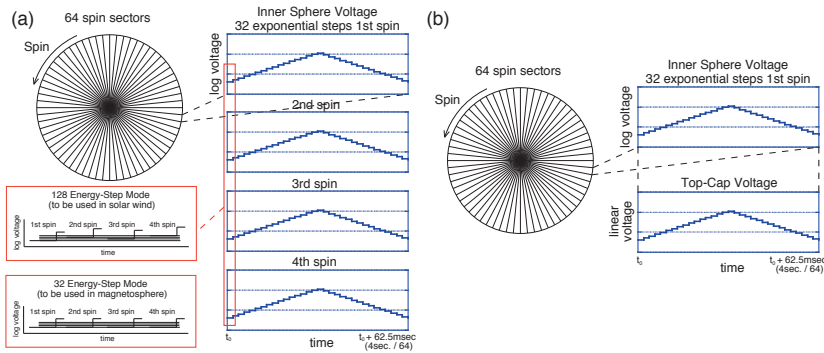 (a)
64 spin sectors
Spin
Inner Sphere Voltage
32 exponential steps 1st spin
log voltage
2nd spin
3rd spin
4th spin
t₀
t₀ + 62.5msec
(4sec. / 64)
time
128 Energy-Step Mode
(to be used in solar wind)
log voltage
1st spin 2nd spin 3rd spin 4th spin
time
32 Energy-Step Mode
(to be used in magnetosphere)
log voltage
1st spin 2nd spin 3rd spin 4th spin
time
(b)
64 spin sectors
Spin
Inner Sphere Voltage
32 exponential steps 1st spin
log voltage
Top-Cap Voltage
linear
voltage
t₀
t₀ + 62.5msec
(4sec. / 64)
time